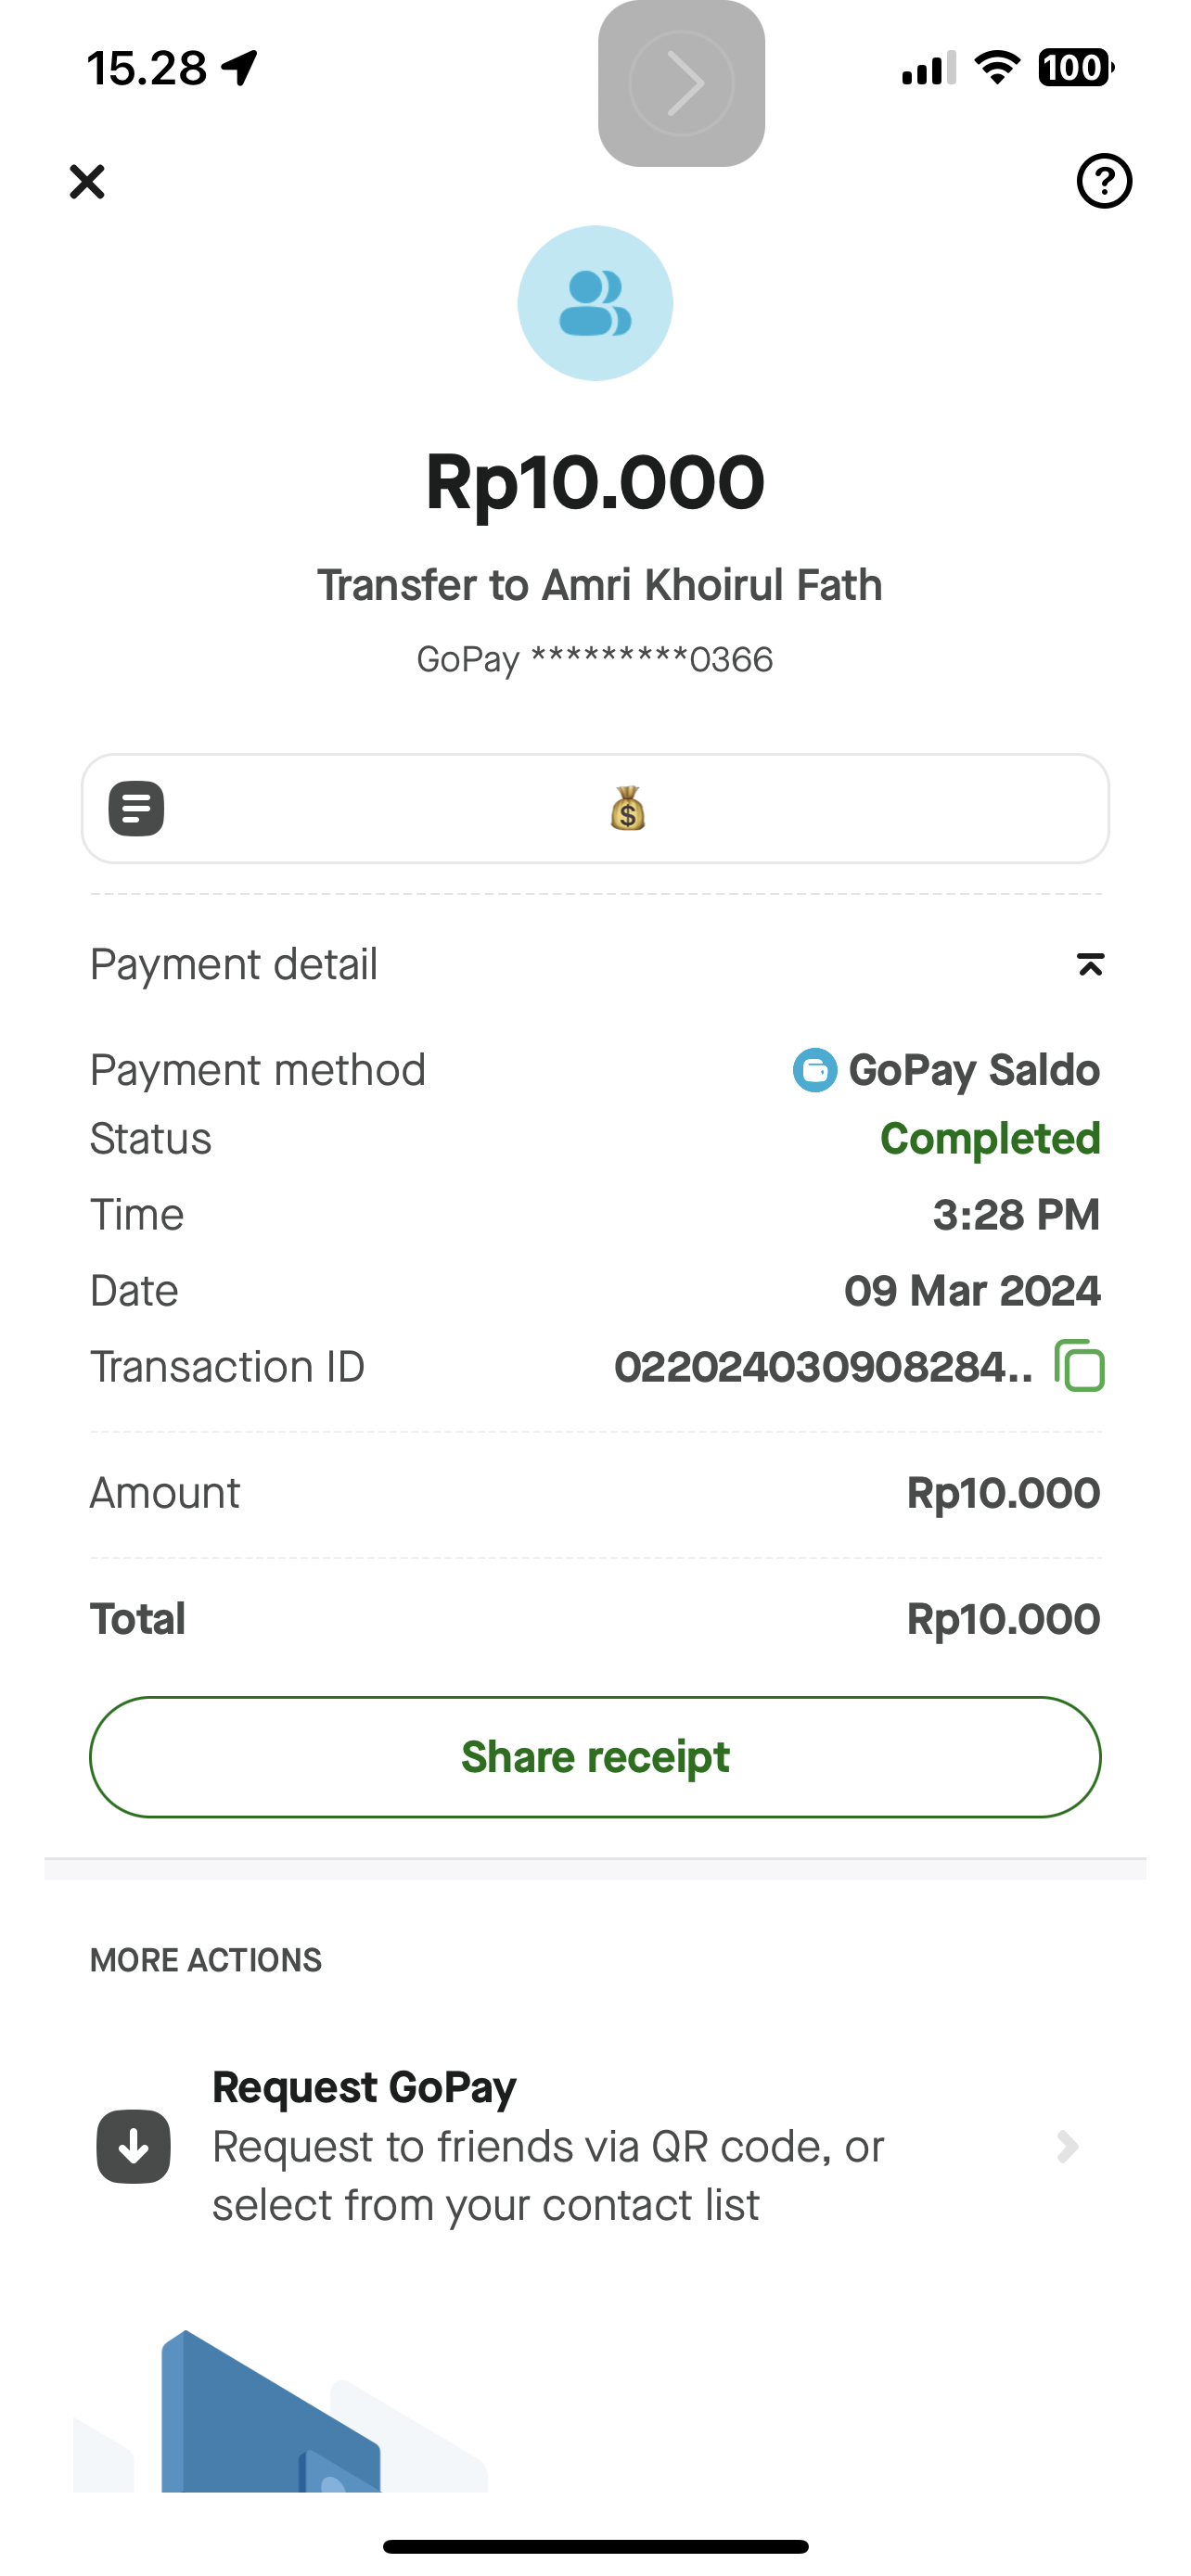 15.28
100
Rp10.000
Transfer to Amri Khoirul Fath
GoPay *********0366
Payment detail
Payment method GoPay Saldo
Status Completed
Time 3:28 PM
Date 09 Mar 2024
Transaction ID 022024030908284..
Amount Rp10.000
Total Rp10.000
Share receipt
MORE ACTIONS
Request GoPay
Request to friends via QR code, or
select from your contact list